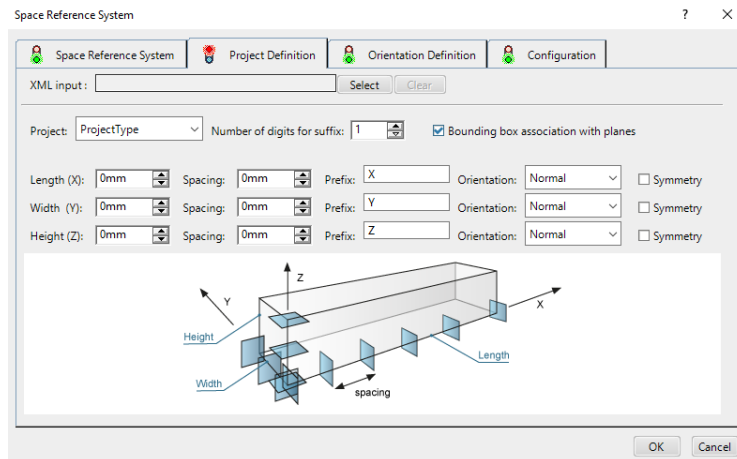 Space Reference System ? ×
Space Reference System Project Definition Orientation Definition Configuration
XML input : Select Clear
Project: ProjectType Number of digits for suffix: 1 Bounding box association with planes
Length (X): 0mm Spacing: 0mm Prefix: X Orientation: Normal Symmetry
Width (Y): 0mm Spacing: 0mm Prefix: Y Orientation: Normal Symmetry
Height (Z): 0mm Spacing: 0mm Prefix: Z Orientation: Normal Symmetry
Z
Y
X
Height
Length
Width
spacing
OK Cancel